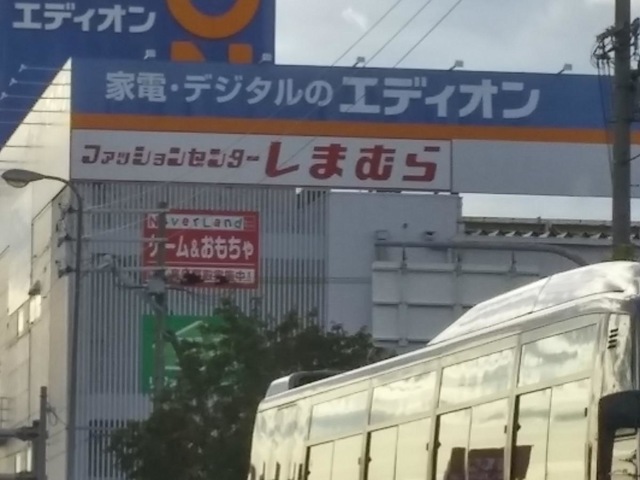 エディオン
家電・デジタルの エディオン
ファッションセンター しまむら
NeverLand
ゲーム&おもちゃ